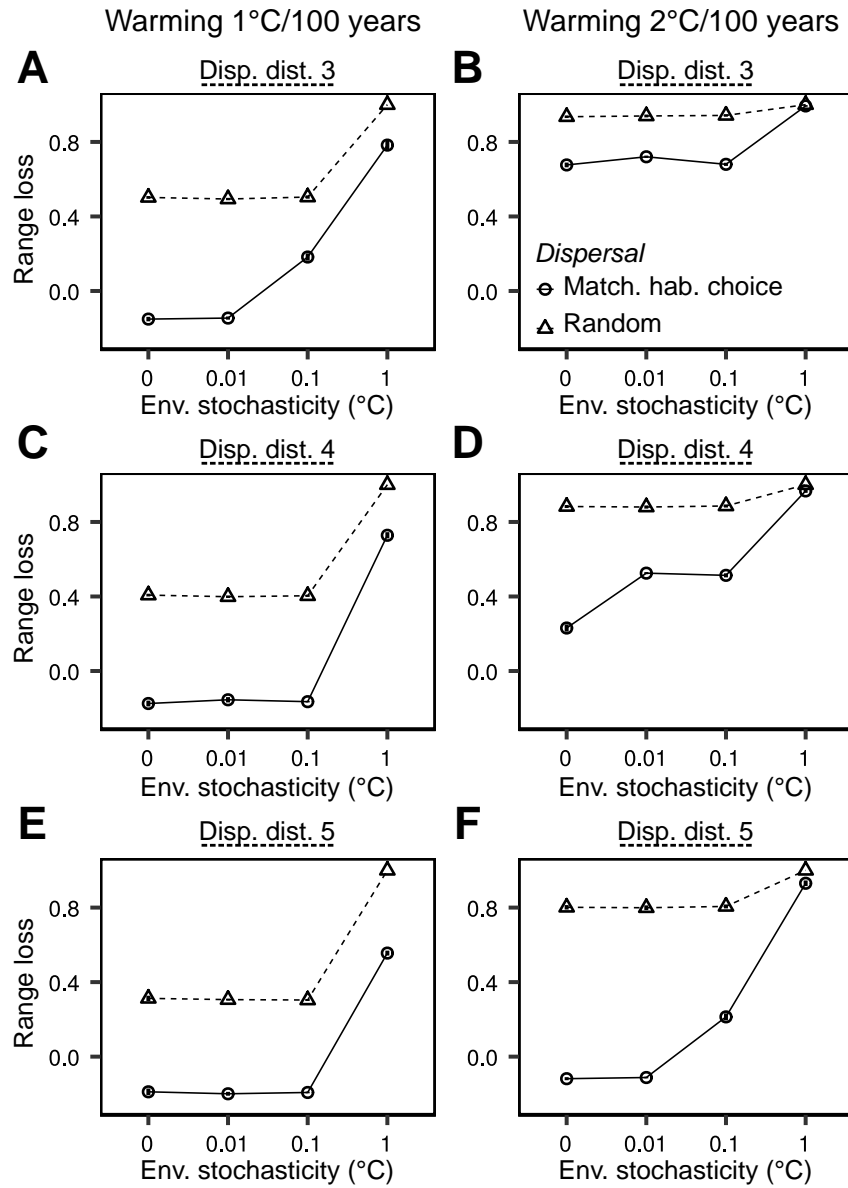 Warming 1°C/100 years
Warming 2°C/100 years
A
Disp. dist. 3
Range loss
0.8
0.4
0.0
0
0.01
0.1
1
Env. stochasticity (°C)
B
Disp. dist. 3
Dispersal
Match. hab. choice
Random
0
0.01
0.1
1
Env. stochasticity (°C)
C
Disp. dist. 4
Range loss
0.8
0.4
0.0
0
0.01
0.1
1
Env. stochasticity (°C)
D
Disp. dist. 4
0.8
0.4
0.0
0
0.01
0.1
1
Env. stochasticity (°C)
E
Disp. dist. 5
Range loss
0.8
0.4
0.0
0
0.01
0.1
1
Env. stochasticity (°C)
F
Disp. dist. 5
0.8
0.4
0.0
0
0.01
0.1
1
Env. stochasticity (°C)